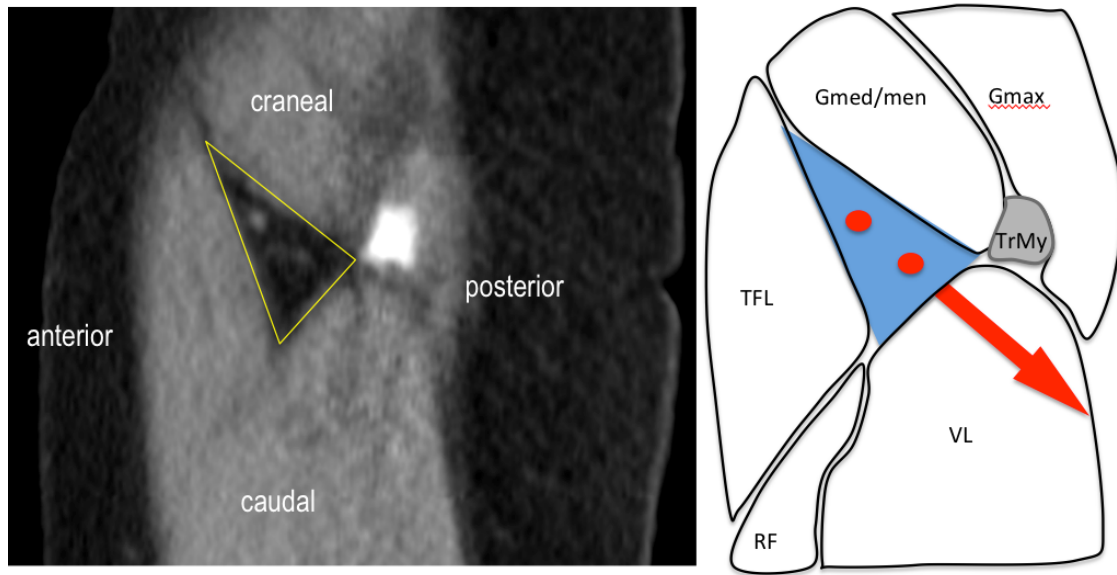 craneal
posterior
anterior
caudal
Gmed/men
Gmax
TrMy
TFL
VL
RF